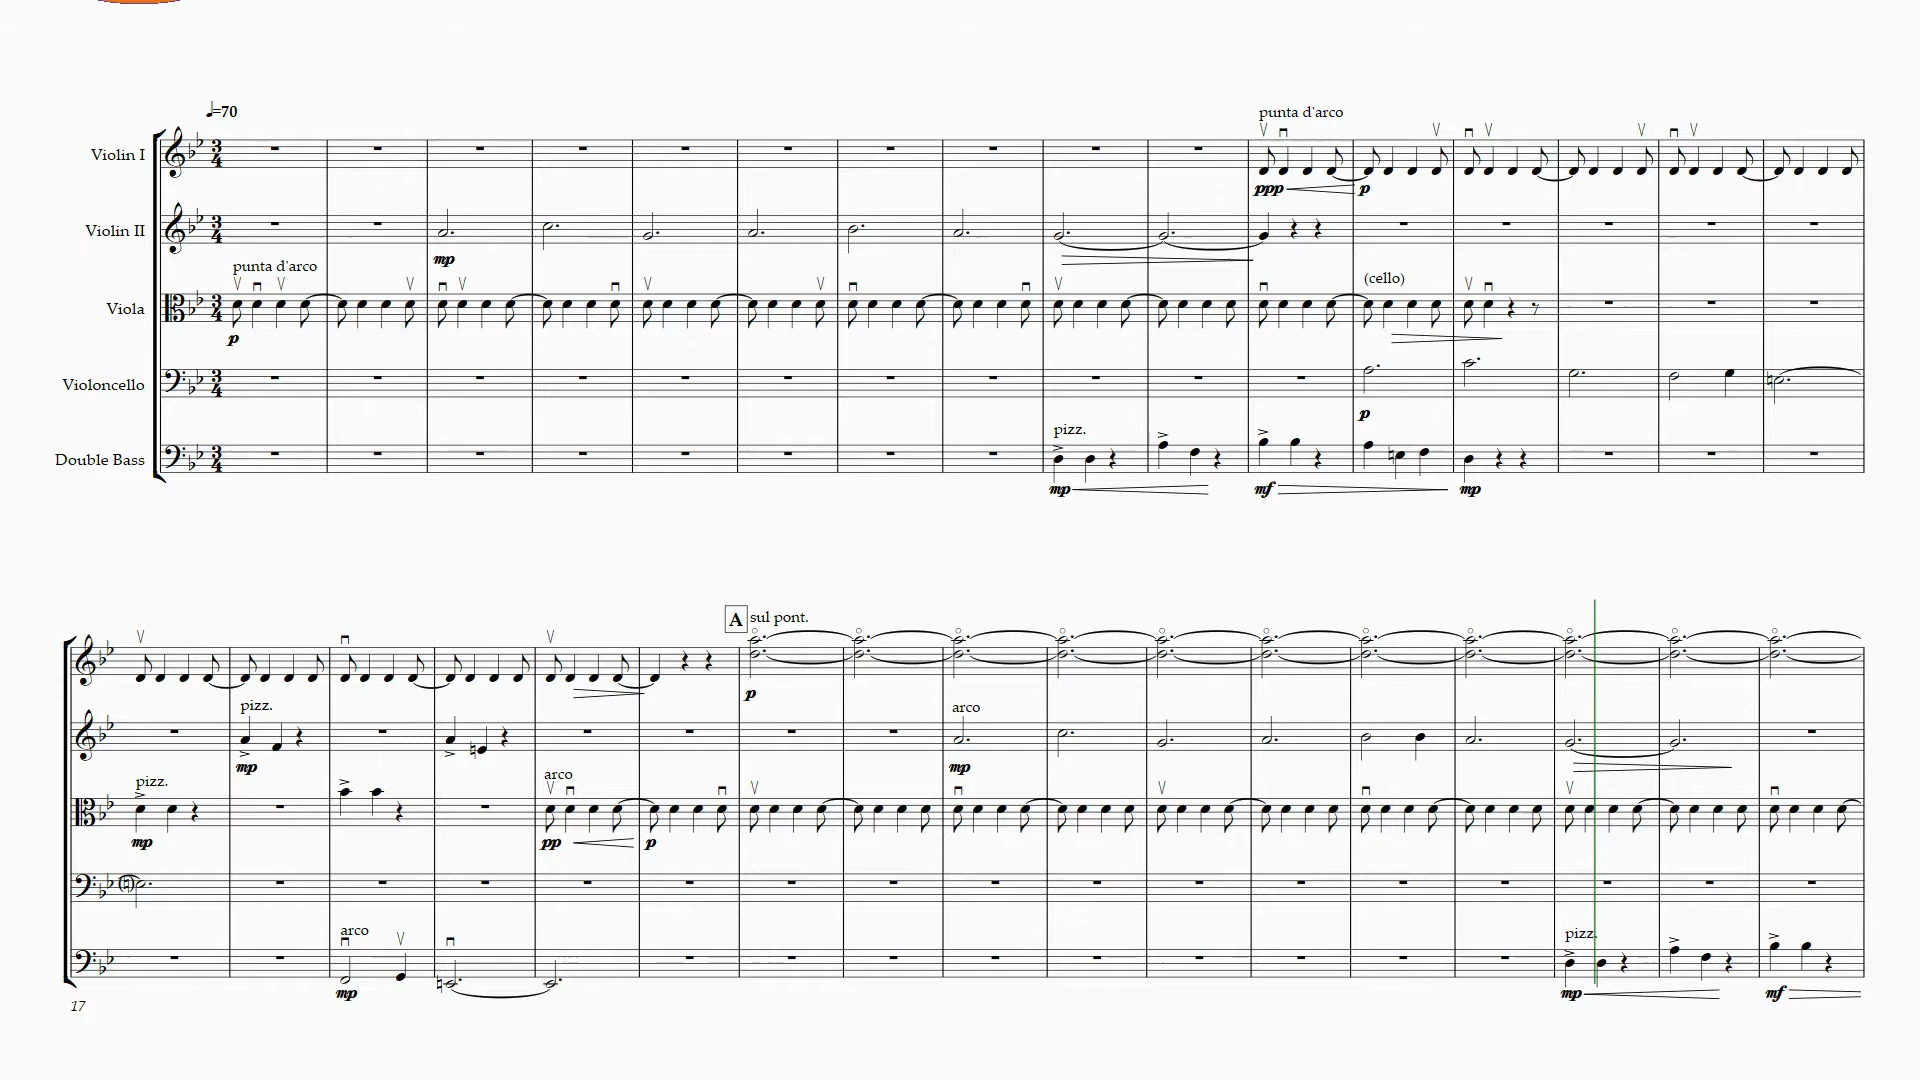 ♩=70
punta d'arco
Violin I
ppp p
Violin II
mp
punta d'arco
(cello)
Viola
p
Violoncello
p
pizz.
Double Bass
mp mf mp
A sul pont.
p
pizz. arco
mp mp
pizz. arco
mp pp p
arco pizz.
mp mp mf
17